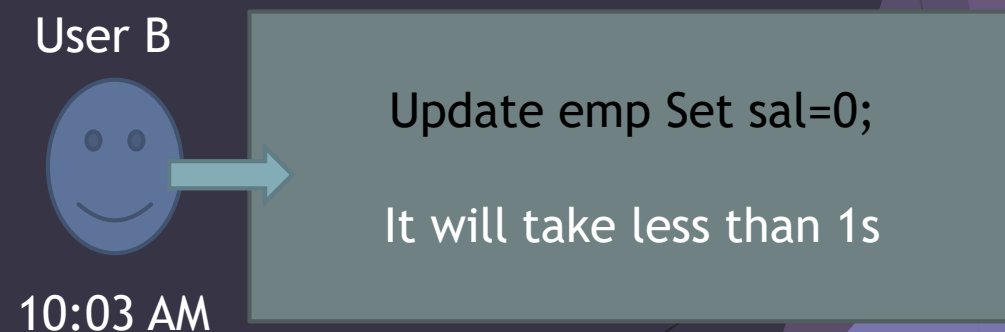 User B
Update emp Set sal=0;
It will take less than 1s
10:03 AM